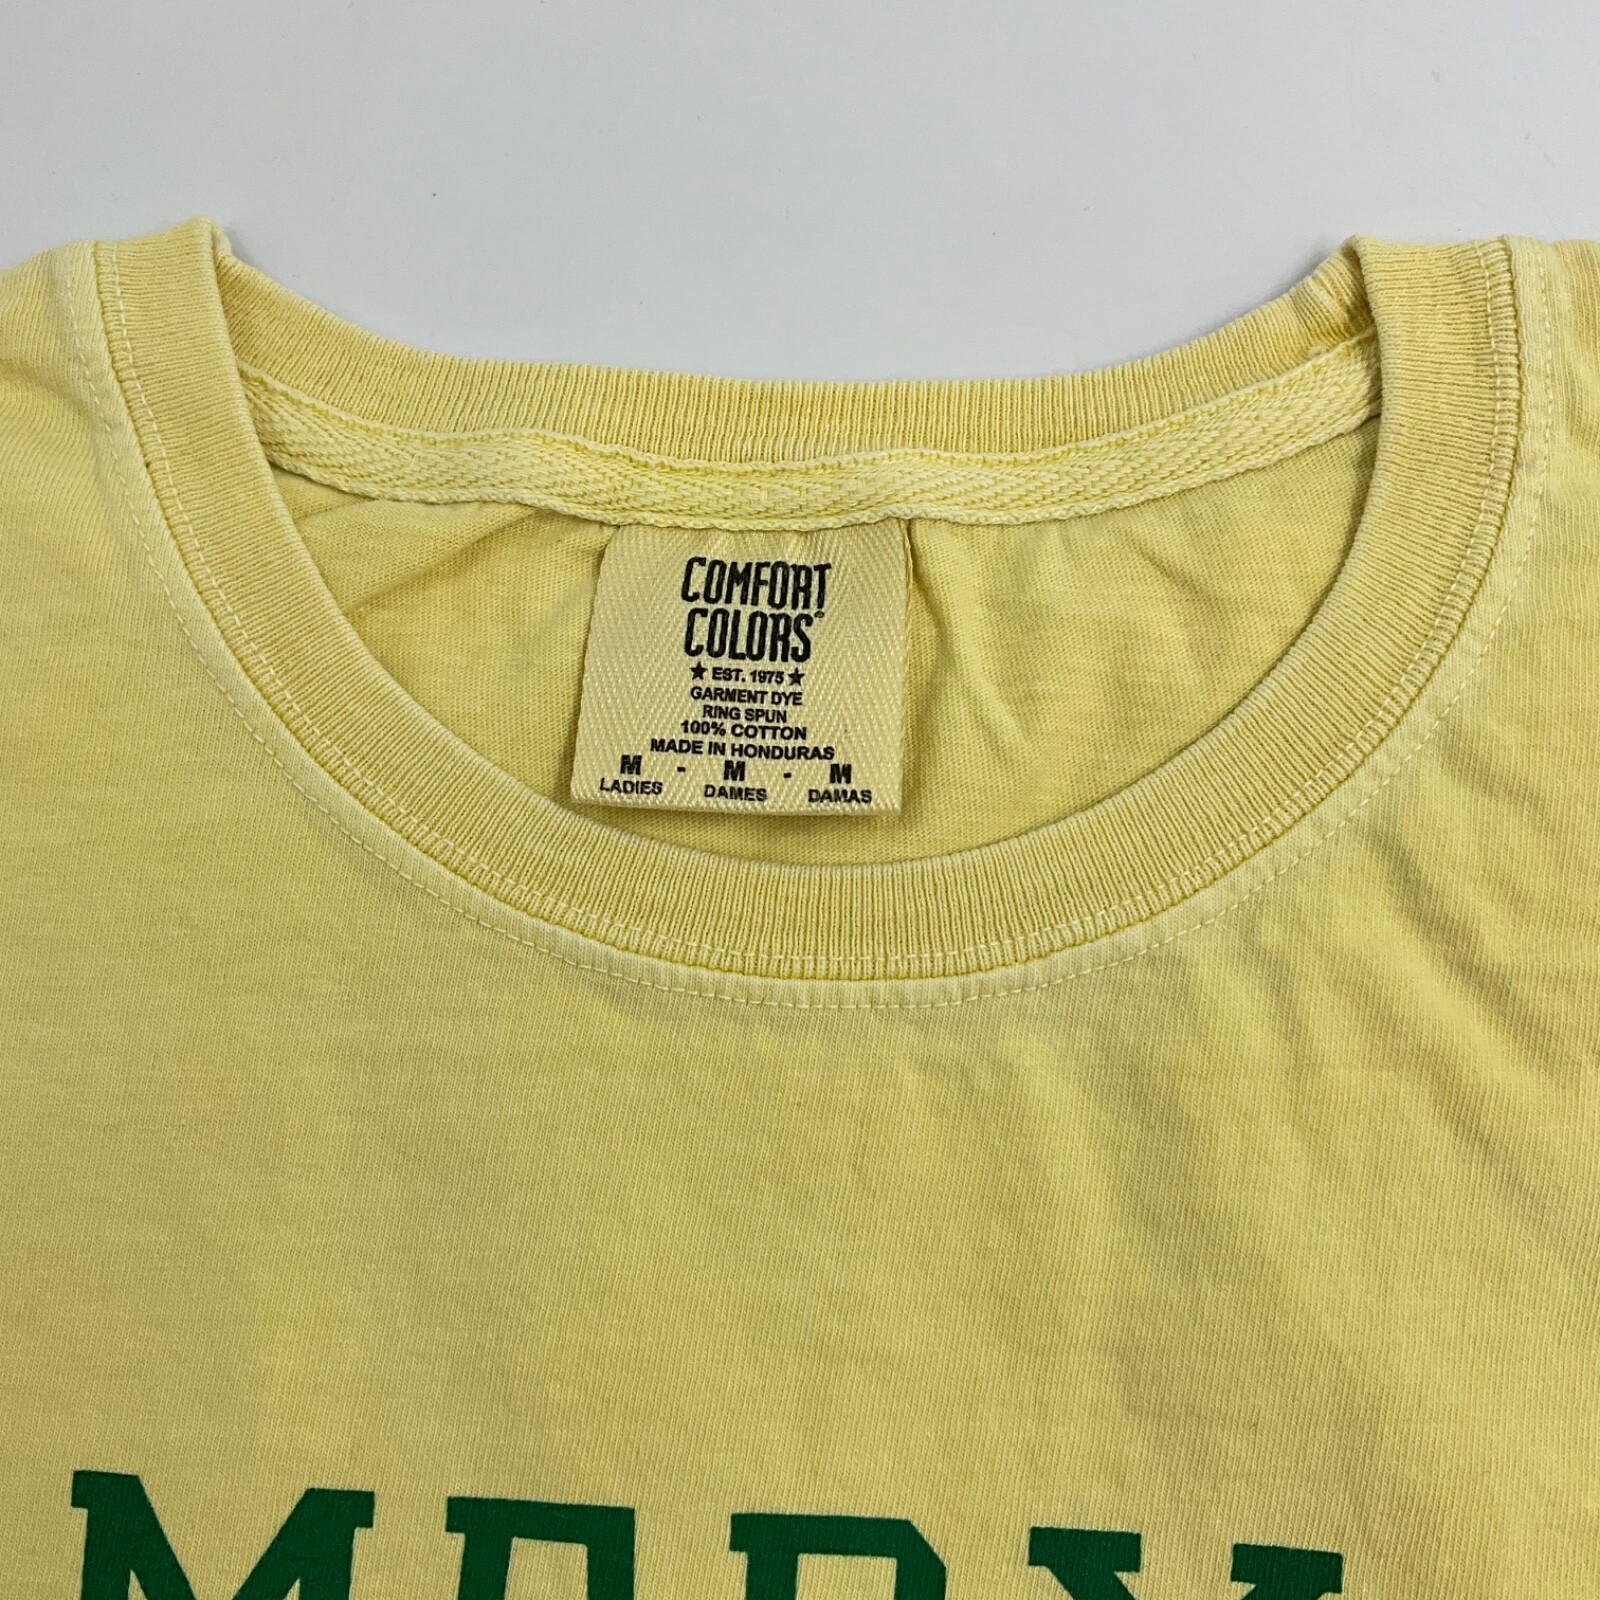 COMFORT
COLORS®
★ EST. 1975 ★
GARMENT DYE
RING SPUN
100% COTTON
MADE IN HONDURAS
M - M - M
LADIES DAMES DAMAS